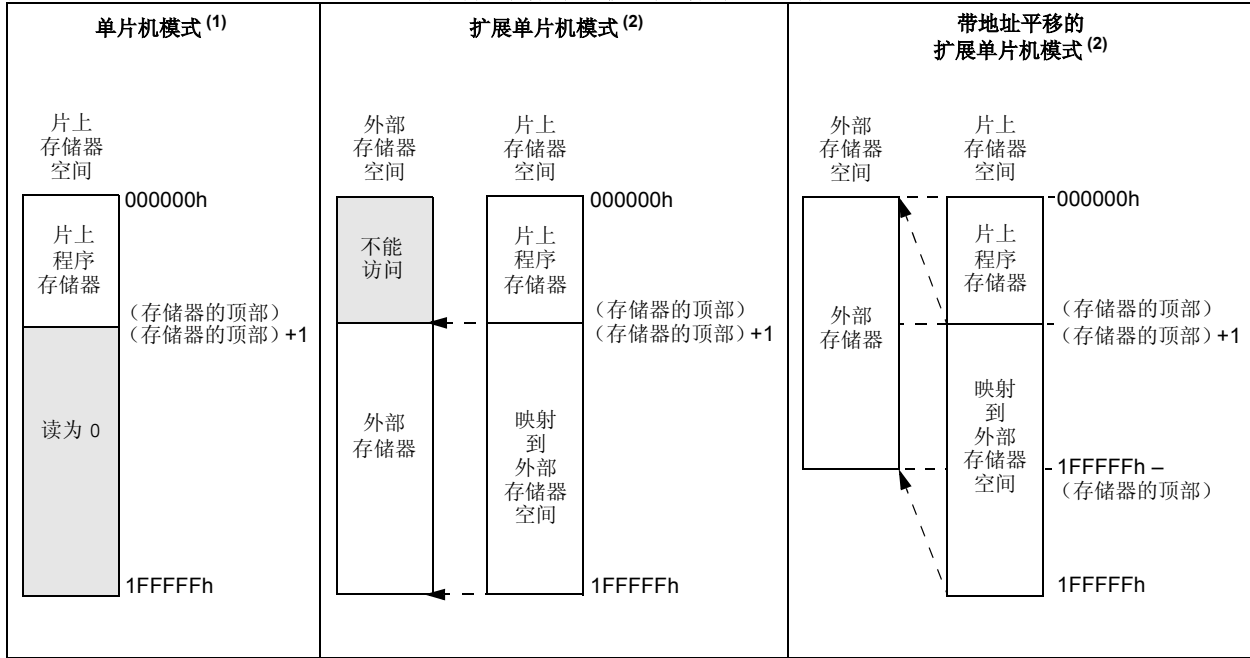 单片机模式 (1)
片上
存储器
空间
000000h
片上
程序
存储器
（存储器的顶部）
（存储器的顶部）+1
读为 0
1FFFFFh
扩展单片机模式 (2)
外部
存储器
空间
片上
存储器
空间
000000h
不能
访问
片上
程序
存储器
（存储器的顶部）
（存储器的顶部）+1
外部
存储器
映射
到
外部
存储器
空间
1FFFFFh
带地址平移的
扩展单片机模式 (2)
外部
存储器
空间
片上
存储器
空间
000000h
片上
程序
存储器
（存储器的顶部）
（存储器的顶部）+1
外部
存储器
映射
到
外部
存储器
空间
1FFFFFh –
（存储器的顶部）
1FFFFFh